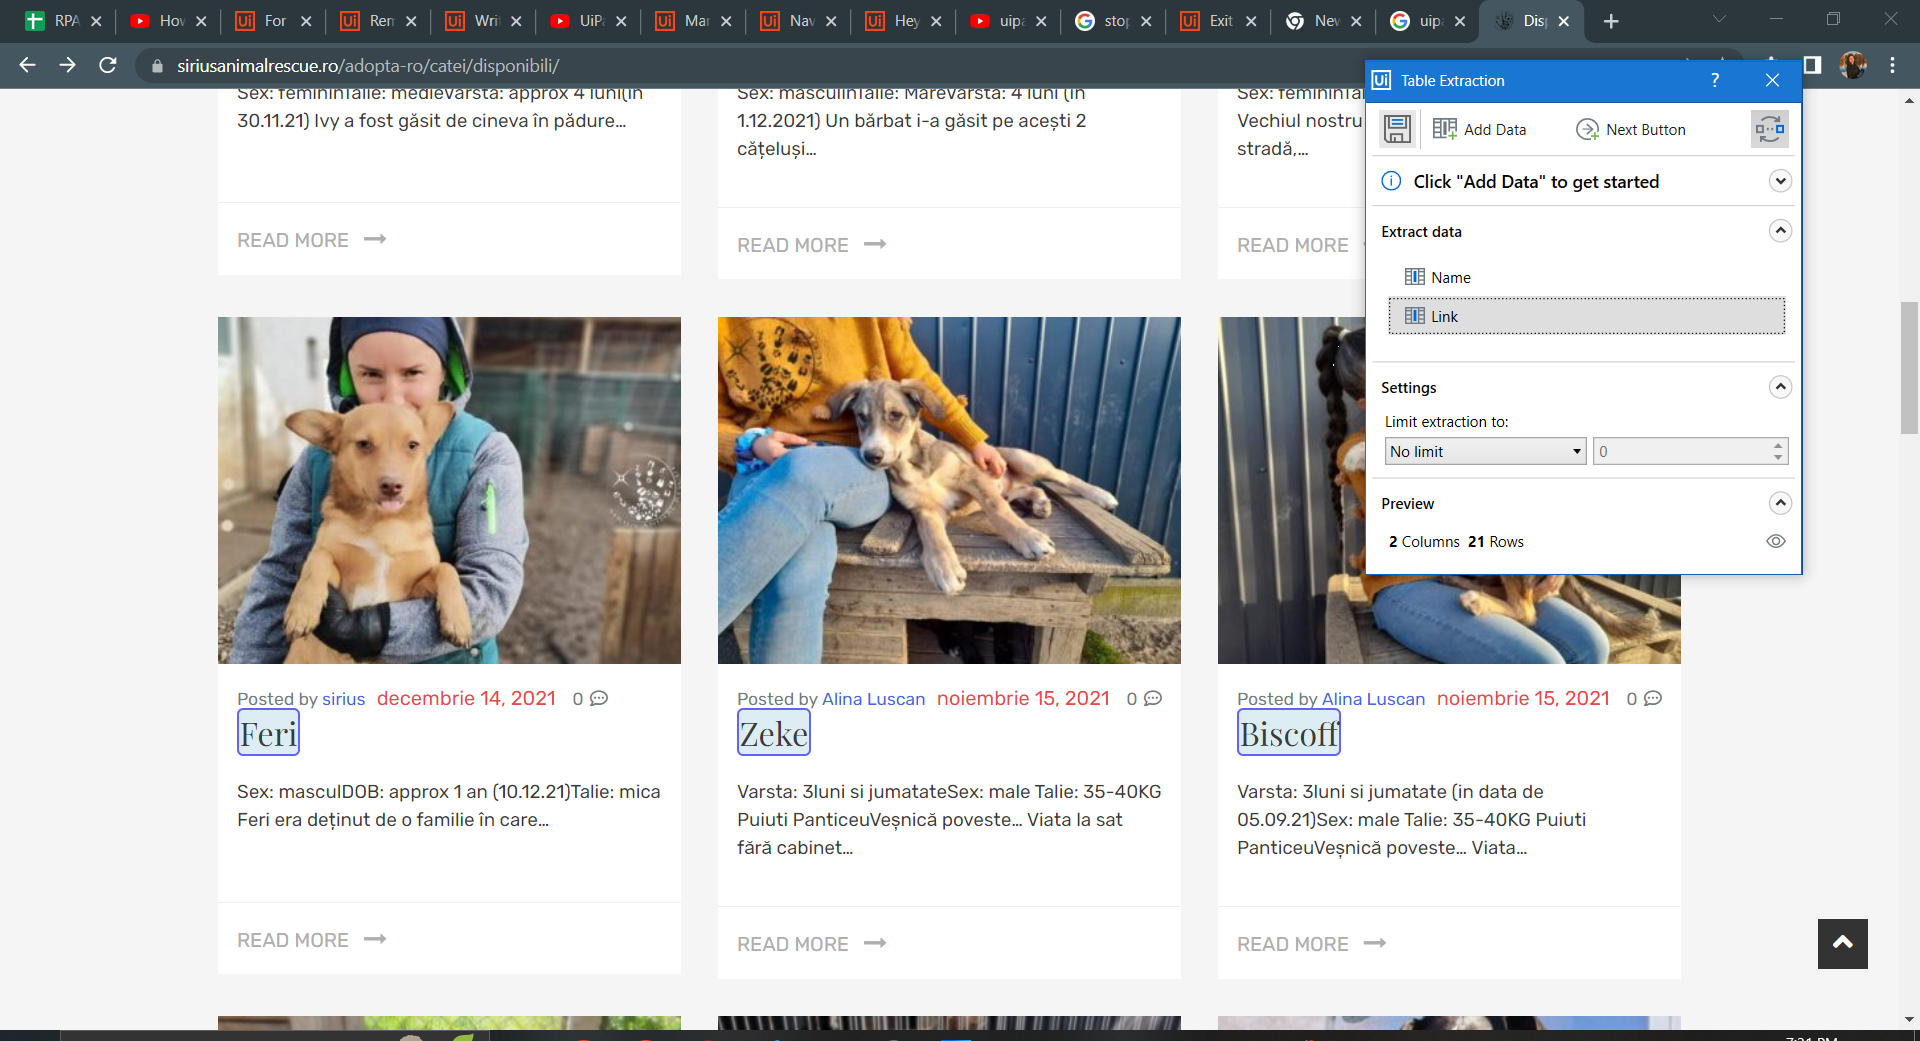 RPA
How
For
Rem
Writ
UiPa
Mar
Nav
Hey
uipa
stop
Exit
New
uipa
Disp
siriusanimalrescue.ro/adopta-ro/catei/disponibili/
Sex: femininTalie: medieVarsta: approx 4 luni(in
30.11.21) Ivy a fost găsit de cineva în pădure...
READ MORE
Sex: masculinTalie: MareVarsta: 4 luni (in
1.12.2021) Un bărbat i-a găsit pe acești 2
cățeluși...
READ MORE
Sex: femininTal
Vechiul nostru
stradă,...
READ MORE
Ui Table Extraction ?
Add Data Next Button
Click "Add Data" to get started
Extract data
Name
Link
Settings
Limit extraction to:
No limit 0
Preview
2 Columns 21 Rows
Posted by sirius decembrie 14, 2021 0
Feri
Sex: masculDOB: approx 1 an (10.12.21)Talie: mica
Feri era deținut de o familie în care...
READ MORE
Posted by Alina Luscan noiembrie 15, 2021 0
Zeke
Varsta: 3luni si jumatateSex: male Talie: 35-40KG
Puiuti PanticeuVeșnică poveste... Viata la sat
fără cabinet...
READ MORE
Posted by Alina Luscan noiembrie 15, 2021 0
Biscoff
Varsta: 3luni si jumatate (in data de
05.09.21)Sex: male Talie: 35-40KG Puiuti
PanticeuVeșnică poveste... Viata...
READ MORE
7:21 PM